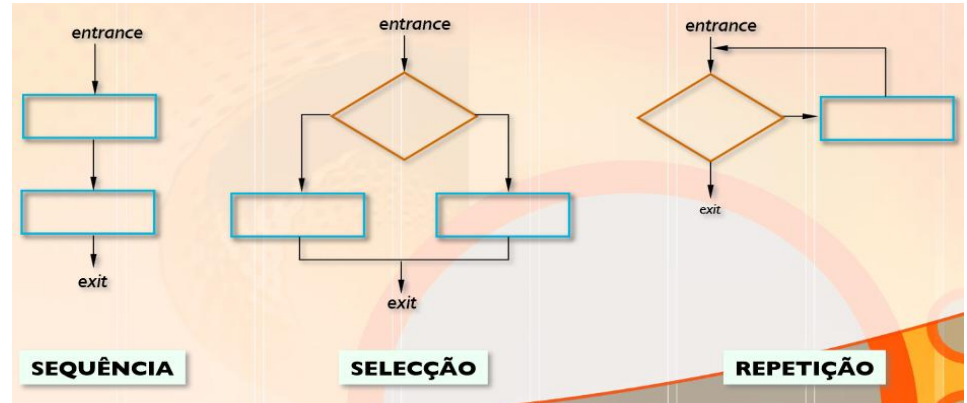 entrance
exit
SEQUÊNCIA
entrance
exit
SELECÇÃO
entrance
exit
REPETIÇÃO